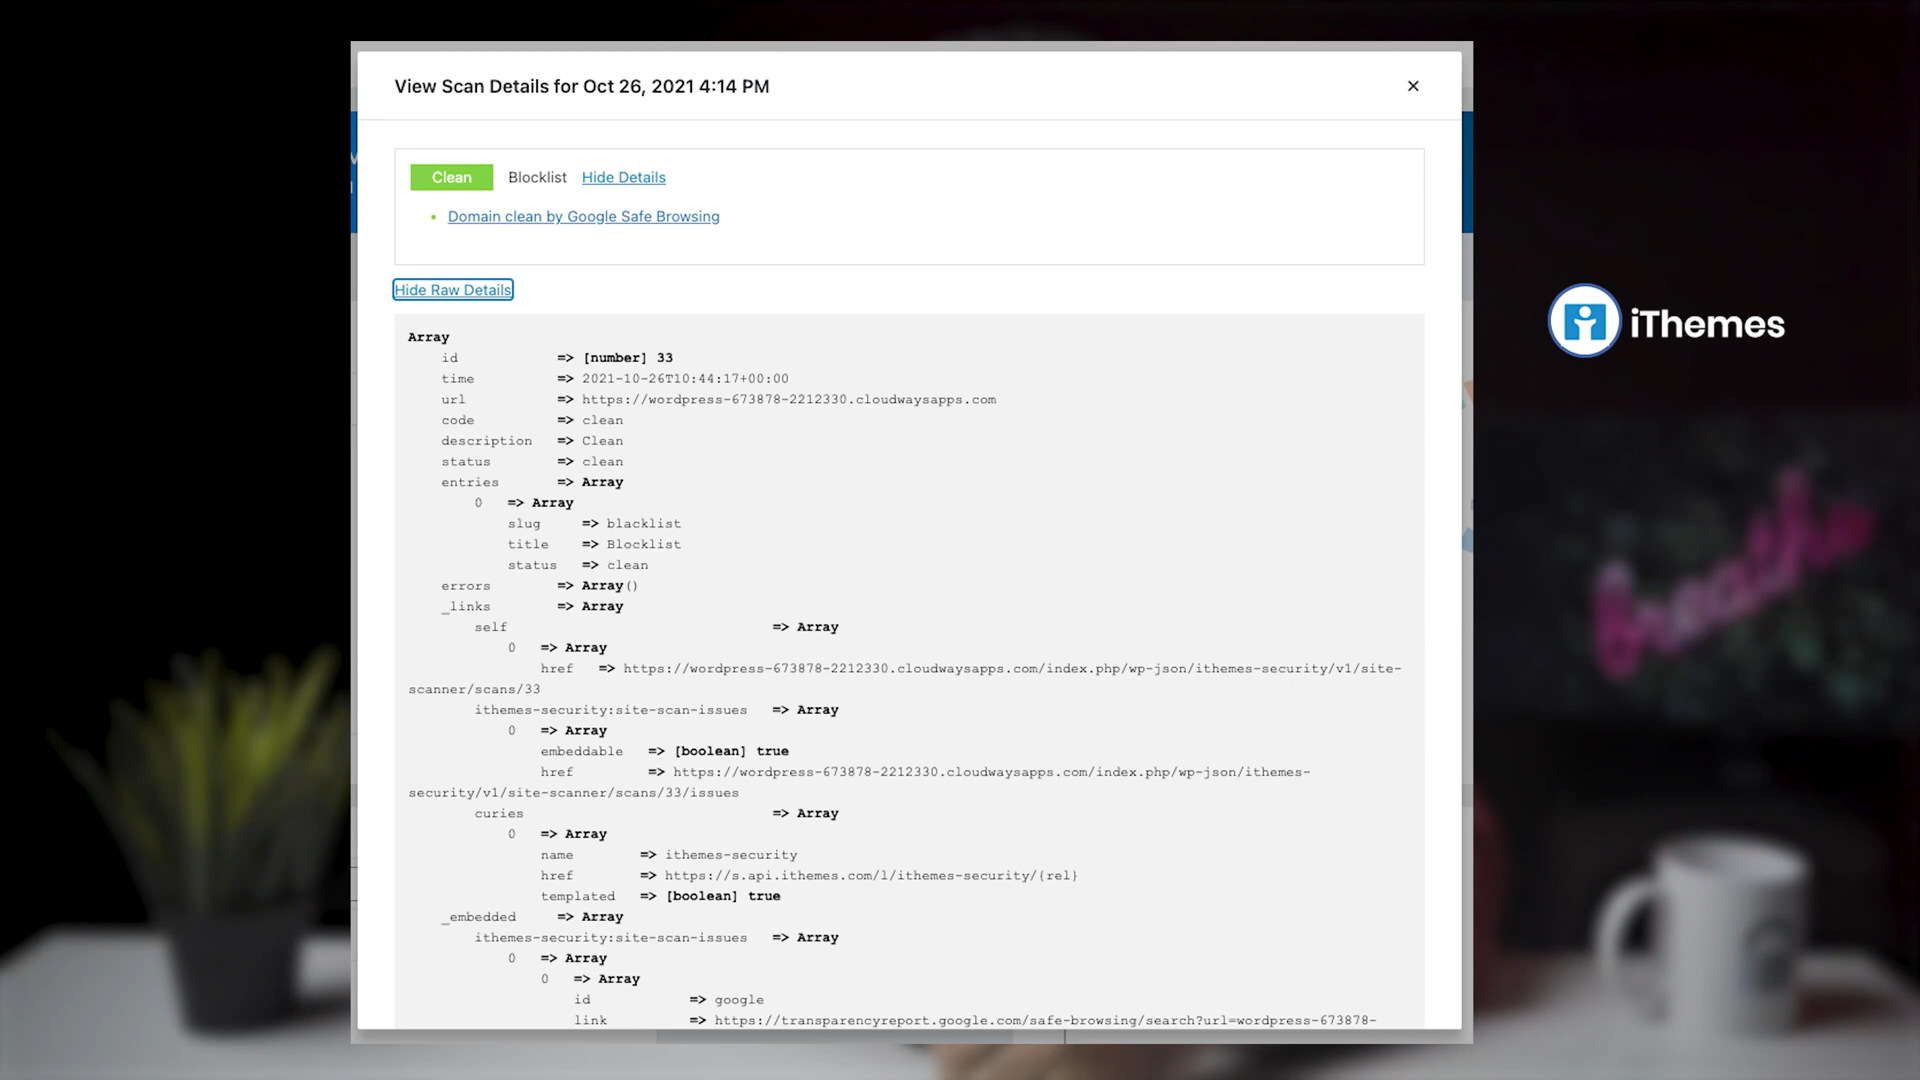 View Scan Details for Oct 26, 2021 4:14 PM
Clean Blocklist Hide Details
• Domain clean by Google Safe Browsing
Hide Raw Details
Array
id => [number] 33
time => 2021-10-26T10:44:17+00:00
url => https://wordpress-673878-2212330.cloudwaysapps.com
code => clean
description => Clean
status => clean
entries => Array
0 => Array
slug => blacklist
title => Blocklist
status => clean
errors => Array()
_links => Array
self => Array
0 => Array
href => https://wordpress-673878-2212330.cloudwaysapps.com/index.php/wp-json/ithemes-security/v1/site-
scanner/scans/33
ithemes-security:site-scan-issues => Array
0 => Array
embeddable => [boolean] true
href => https://wordpress-673878-2212330.cloudwaysapps.com/index.php/wp-json/ithemes-
security/v1/site-scanner/scans/33/issues
curies => Array
0 => Array
name => ithemes-security
href => https://s.api.ithemes.com/l/ithemes-security/{rel}
templated => [boolean] true
_embedded => Array
ithemes-security:site-scan-issues => Array
0 => Array
0 => Array
id => google
link => https://transparencyreport.google.com/safe-browsing/search?url=wordpress-673878-
iThemes
breathe